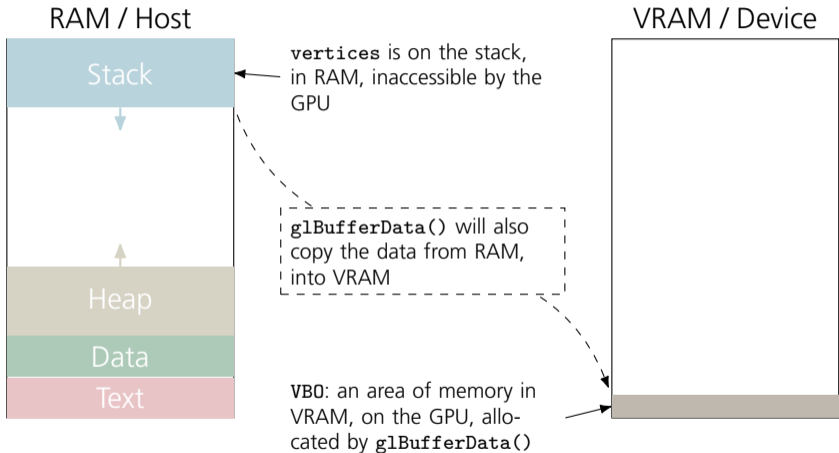 RAM / Host
VRAM / Device
Stack
vertices is on the stack,
in RAM, inaccessible by the
GPU
glBufferData() will also
copy the data from RAM,
into VRAM
Heap
Data
Text
VBO: an area of memory in
VRAM, on the GPU, allo-
cated by glBufferData()